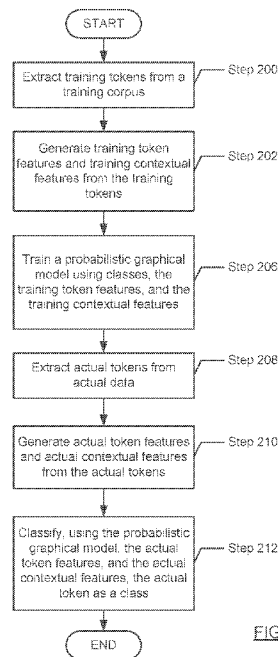 START
Extract training tokens from a
training corpus
Step 200
Generate training token
features and training contextual
features from the training
tokens
Step 202
Train a probabilistic graphical
model using classes, the
training token features, and the
training contextual features
Step 206
Extract actual tokens from
actual data
Step 208
Generate actual token features
and actual contextual features
from the actual tokens
Step 210
Classify, using the probabilistic
graphical model, the actual
token features, and the actual
contextual features, the actual
token as a class
Step 212
END
FIG